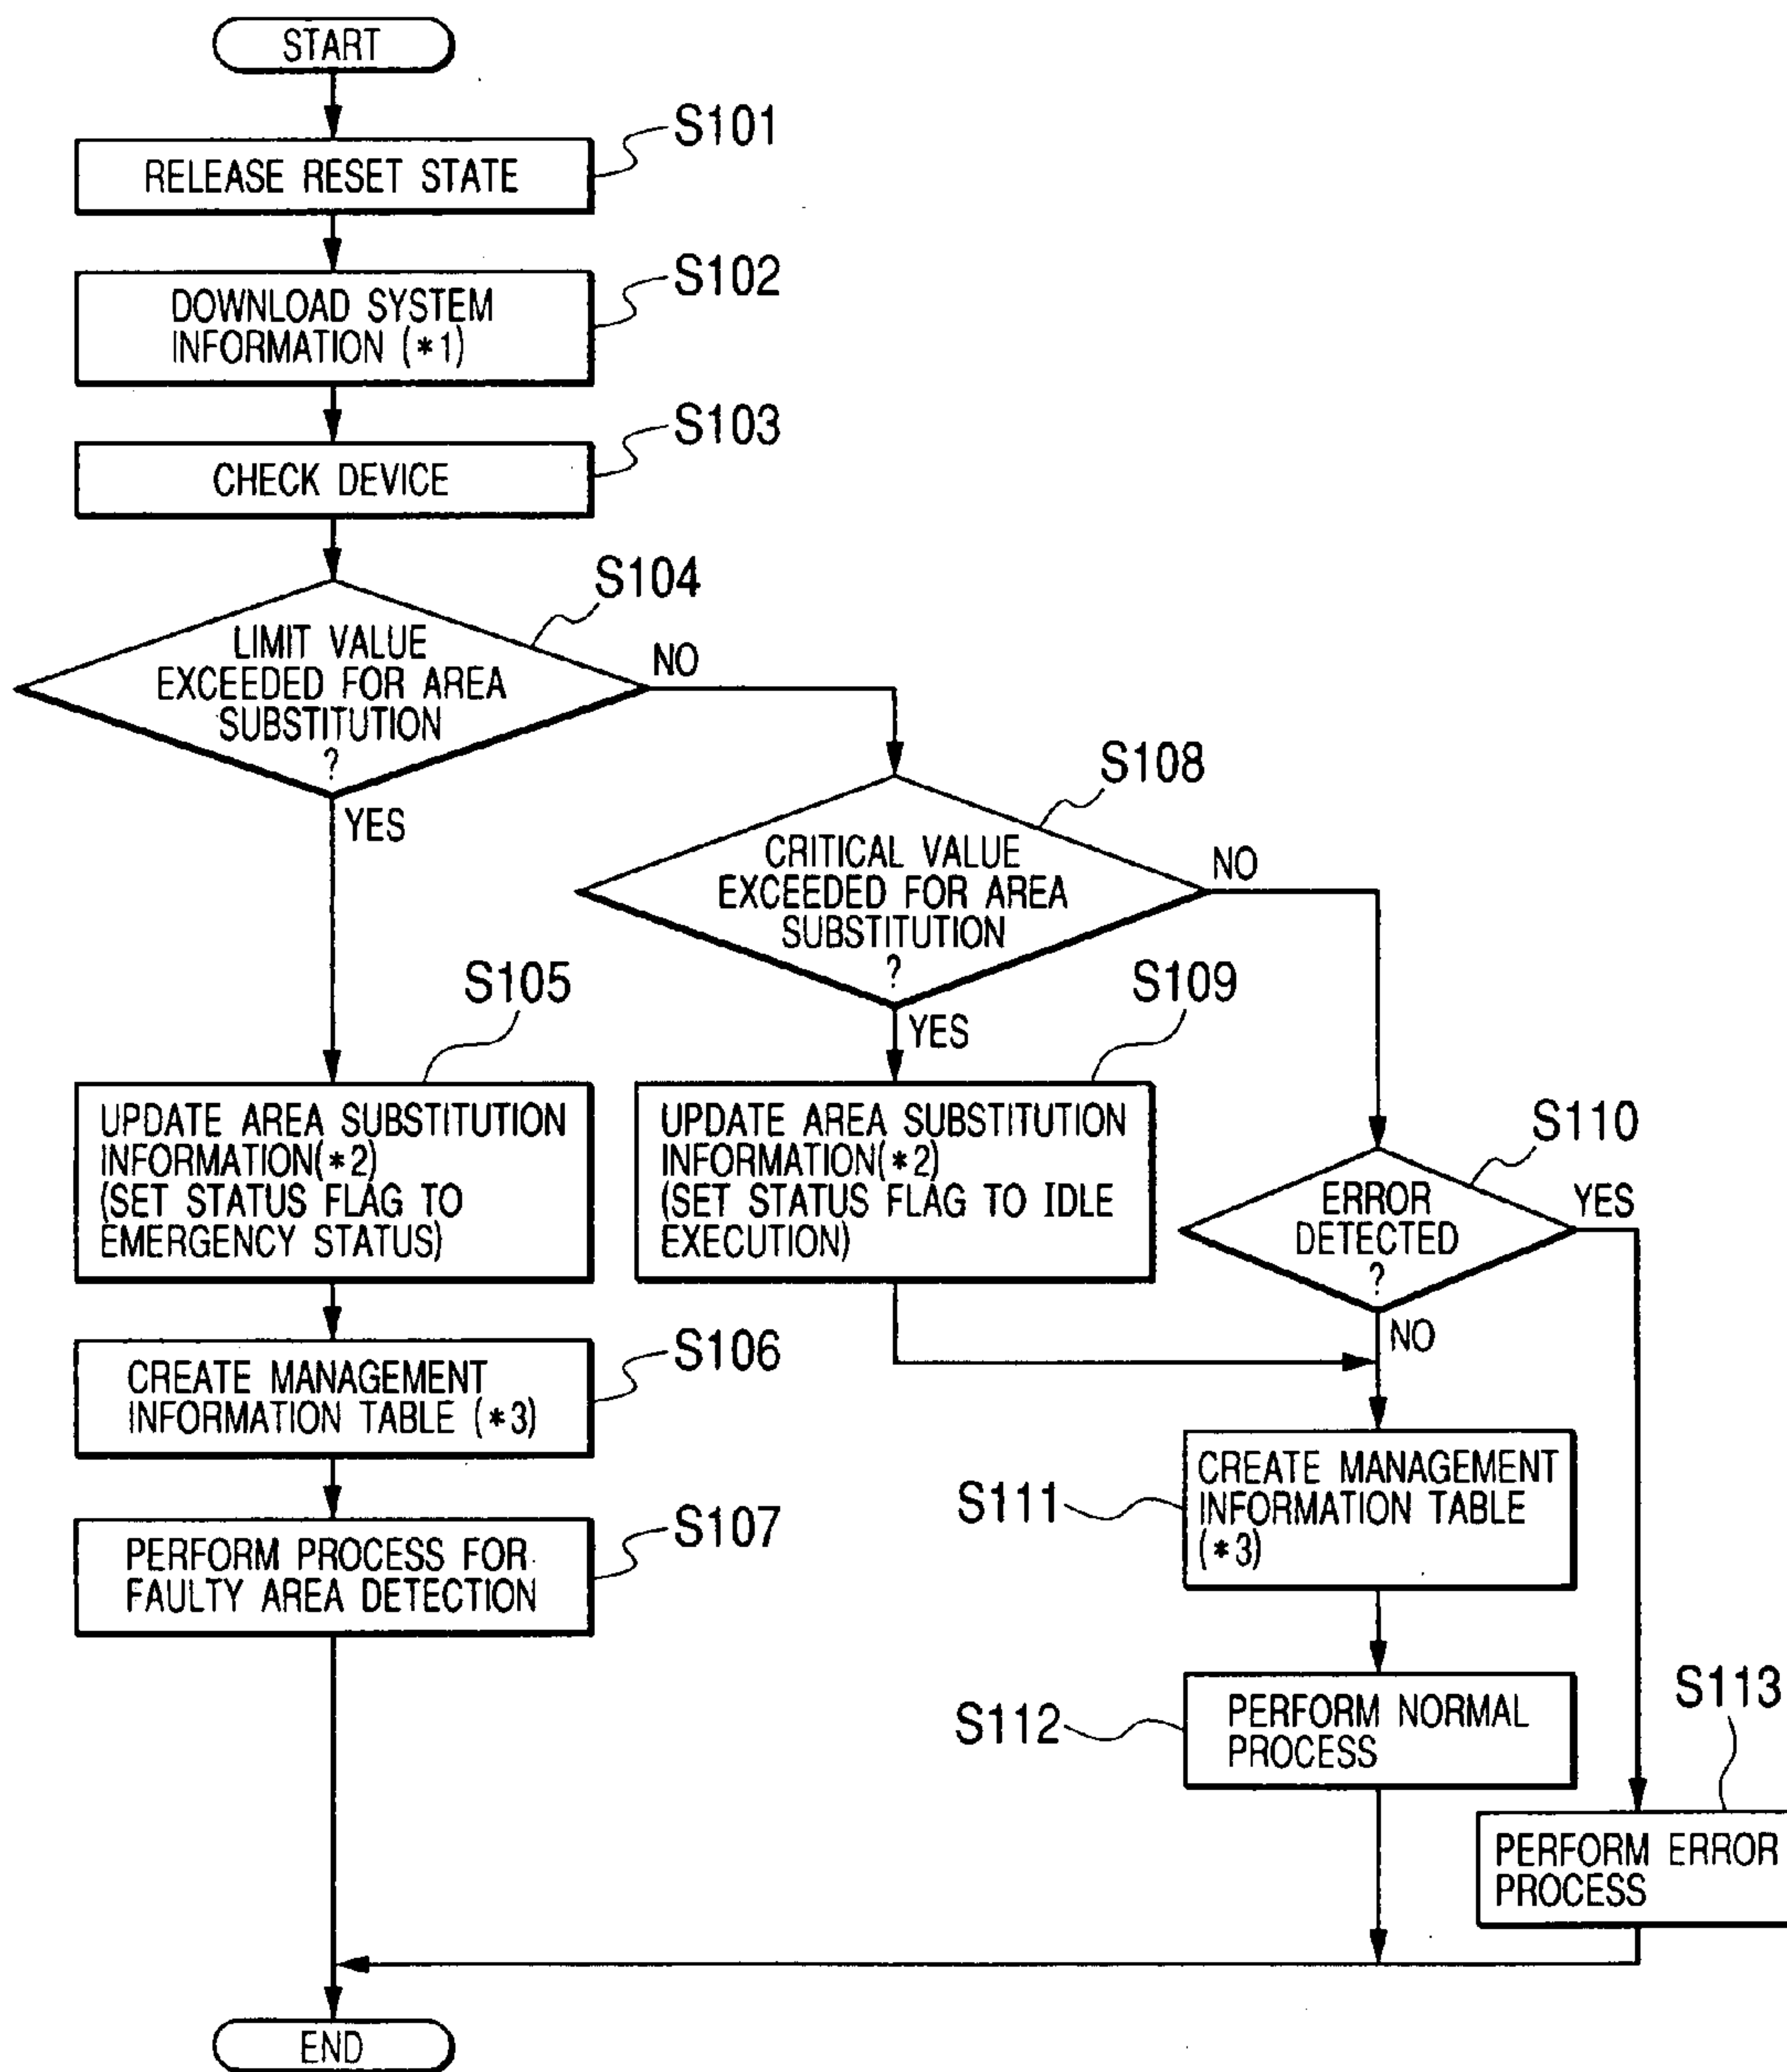 START
S101
RELEASE RESET STATE
S102
DOWNLOAD SYSTEM
INFORMATION (*1)
S103
CHECK DEVICE
S104
LIMIT VALUE
EXCEEDED FOR AREA
SUBSTITUTION
?
NO
YES
S108
CRITICAL VALUE
EXCEEDED FOR AREA
SUBSTITUTION
?
NO
YES
S105
UPDATE AREA SUBSTITUTION
INFORMATION(*2)
(SET STATUS FLAG TO
EMERGENCY STATUS)
S109
UPDATE AREA SUBSTITUTION
INFORMATION(*2)
(SET STATUS FLAG TO IDLE
EXECUTION)
S110
ERROR
DETECTED
?
YES
NO
S106
CREATE MANAGEMENT
INFORMATION TABLE (*3)
S107
PERFORM PROCESS FOR
FAULTY AREA DETECTION
S111
CREATE MANAGEMENT
INFORMATION TABLE
(*3)
S112
PERFORM NORMAL
PROCESS
S113
PERFORM ERROR
PROCESS
END